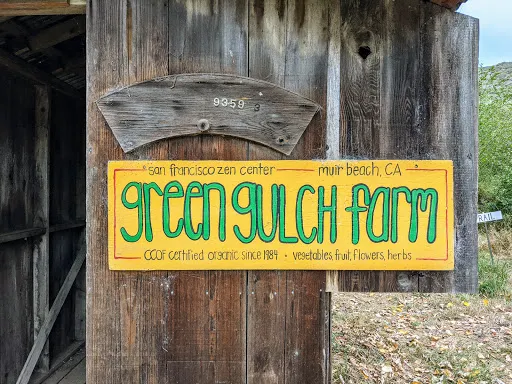 9359
san francisco zen center muir beach, CA
green gulch farm
CCOF certified organic since 1984 • vegetables, fruit, flowers, herbs
RAIL